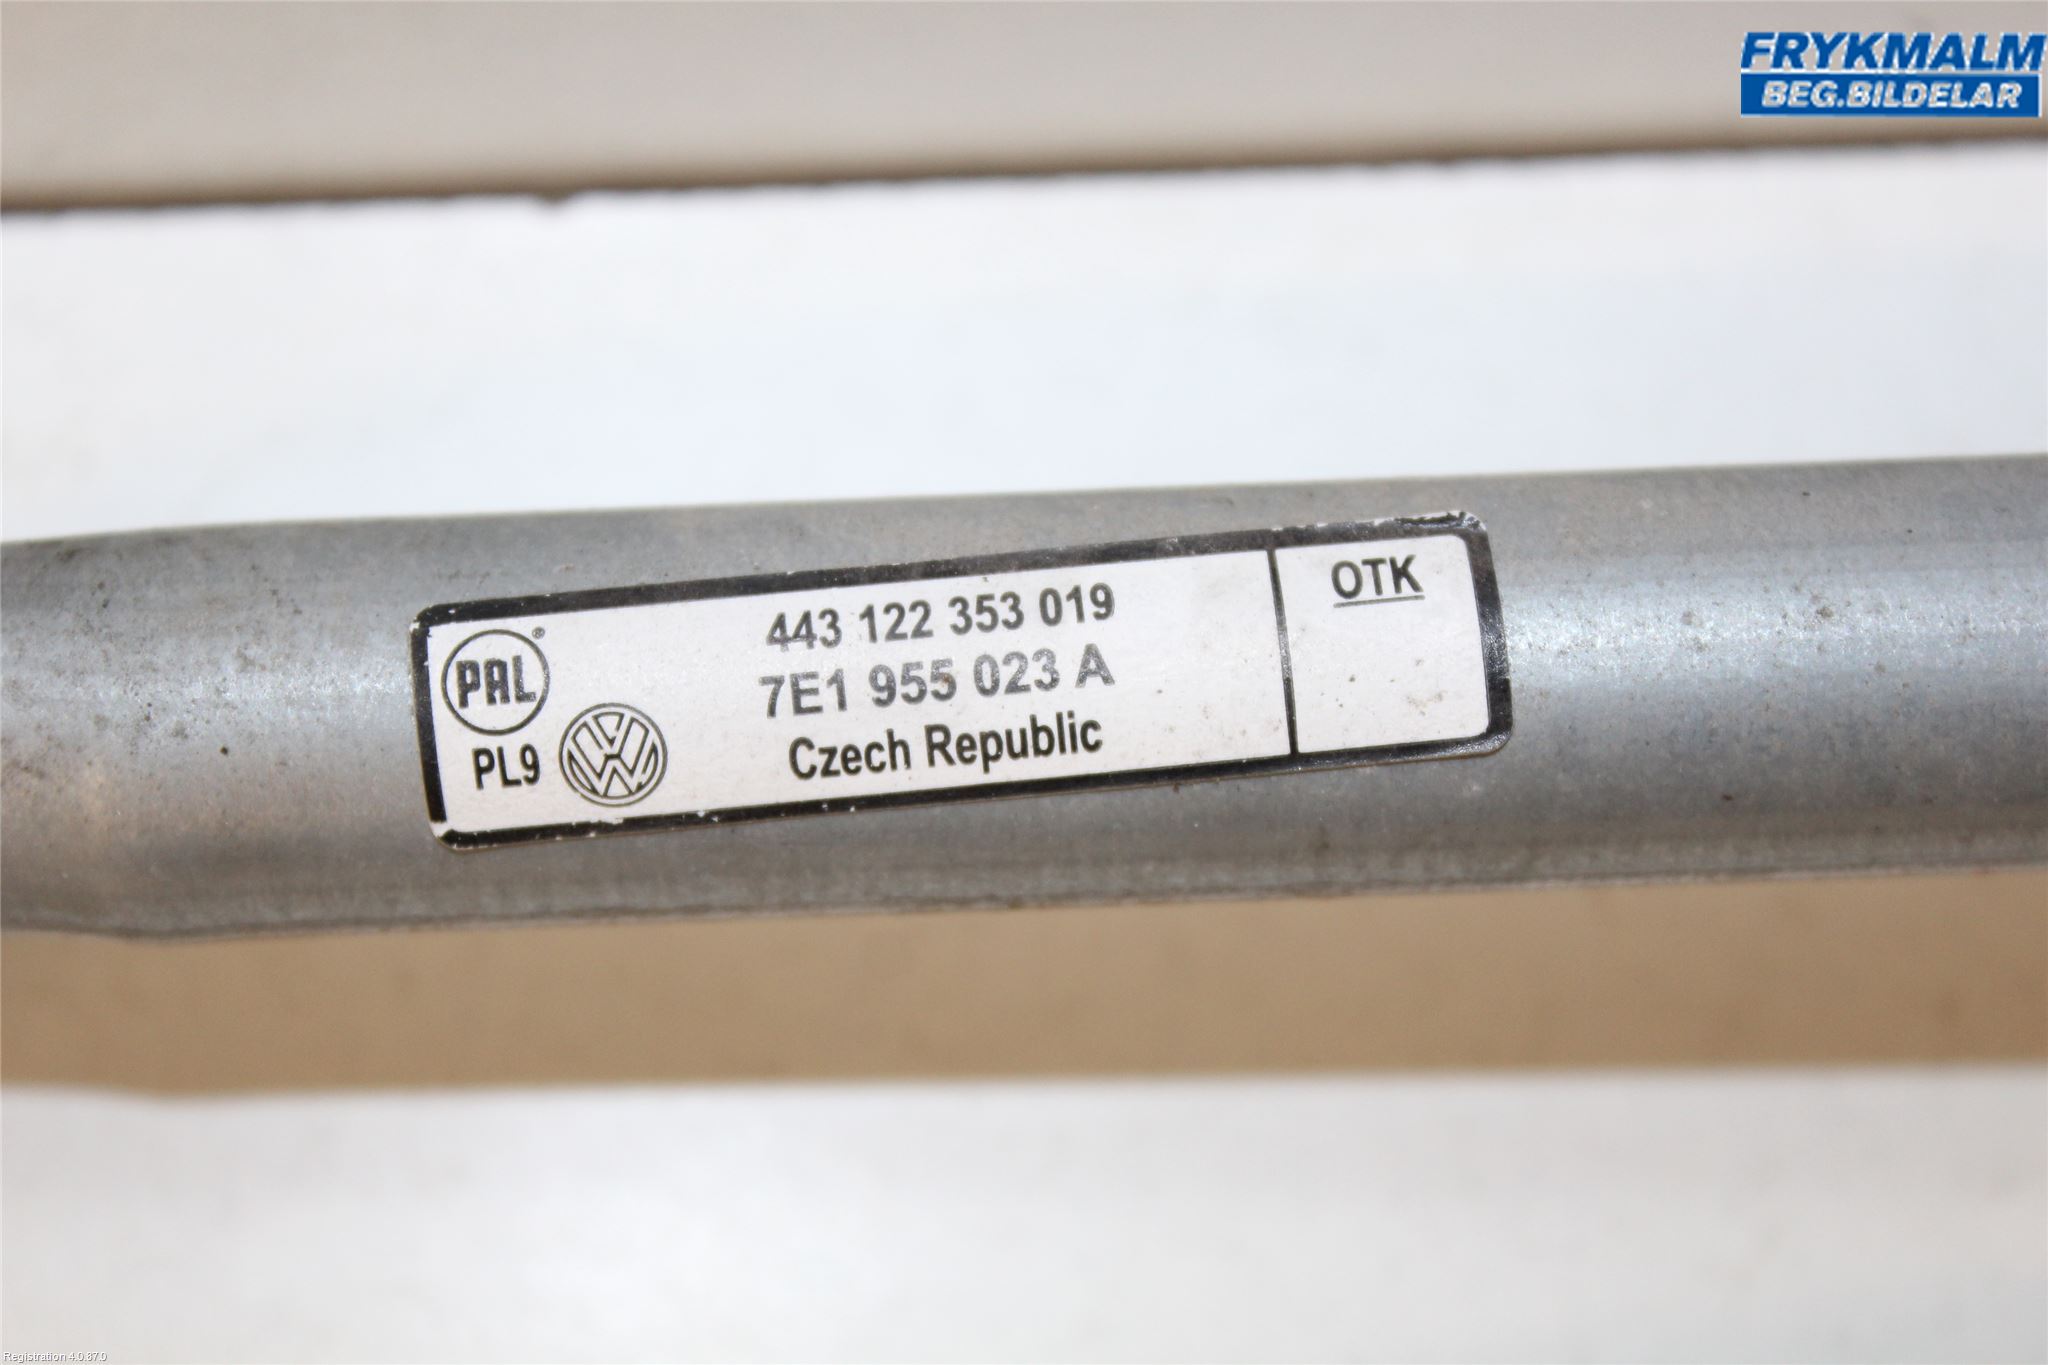 FRYKMALM
BEG.BILDELAR
443 122 353 019
OTK
PAL
7E1 955 023 A
PL9
Czech Republic
Registration 4.0.87.0